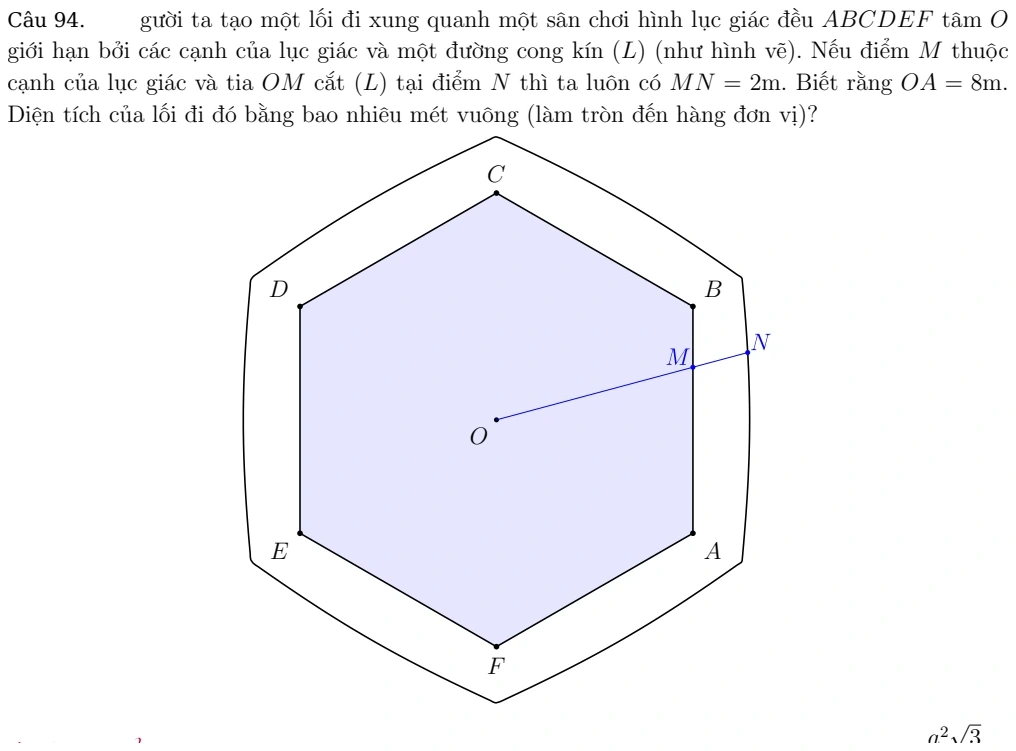 Câu 94. gười ta tạo một lối đi xung quanh một sân chơi hình lục giác đều ABCDEF tâm O
giới hạn bởi các cạnh của lục giác và một đường cong kín (L) (như hình vẽ). Nếu điểm M thuộc
cạnh của lục giác và tia OM cắt (L) tại điểm N thì ta luôn có MN = 2m. Biết rằng OA = 8m.
Diện tích của lối đi đó bằng bao nhiêu mét vuông (làm tròn đến hàng đơn vị)?
C
D
B
N
M
O
E
A
F
a²√3